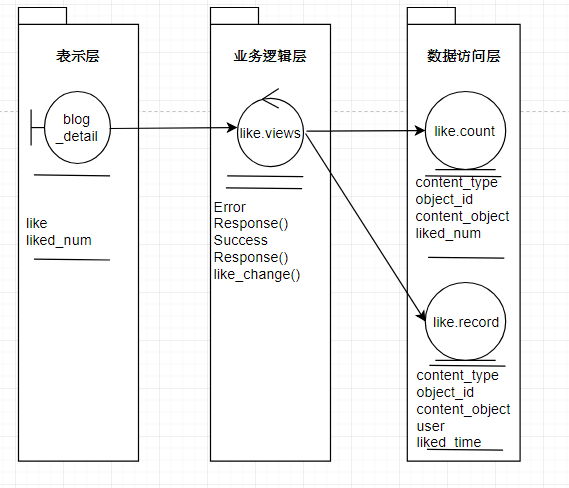 表示层
blog
_detail
like
liked_num
业务逻辑层
like.views
Error
Response()
Success
Response()
like_change()
数据访问层
like.count
content_type
object_id
content_object
liked_num
like.record
content_type
object_id
content_object
user
liked_time